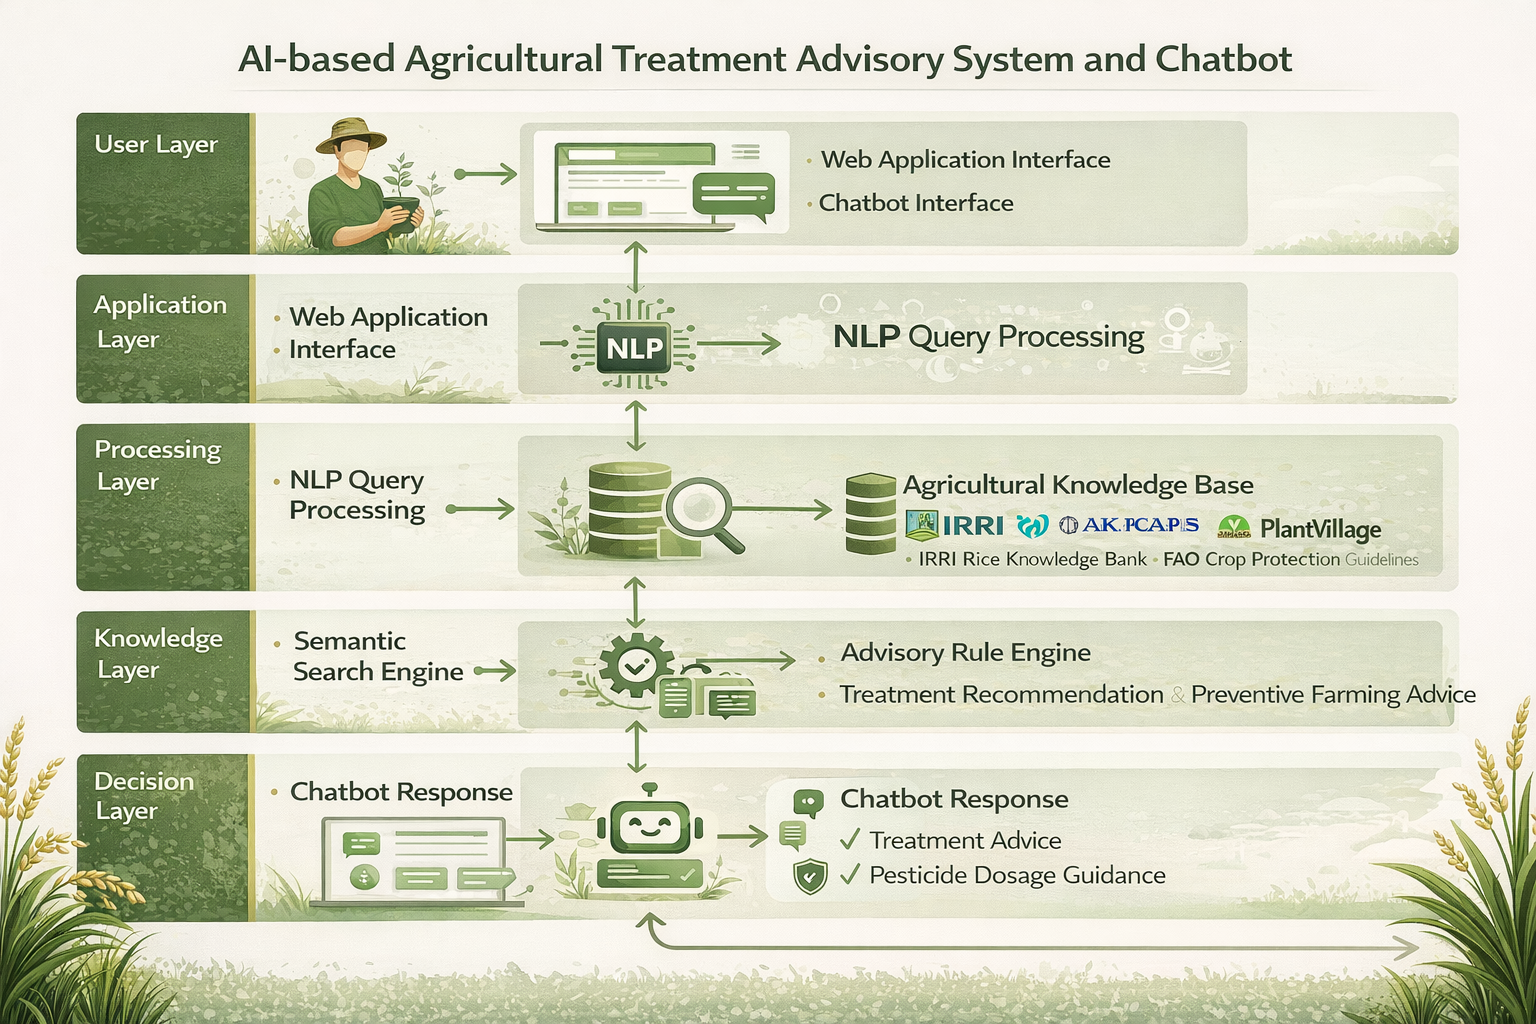 AI-based Agricultural Treatment Advisory System and Chatbot
User Layer
• Web Application Interface
• Chatbot Interface
Application
Layer
• Web Application
• Interface
NLP
NLP Query Processing
Processing
Layer
• NLP Query
Processing
Agricultural Knowledge Base
IRRI AK.PCAPS PlantVillage
• IRRI Rice Knowledge Bank • FAO Crop Protection Guidelines
Knowledge
Layer
• Semantic
Search Engine
• Advisory Rule Engine
• Treatment Recommendation & Preventive Farming Advice
Decision
Layer
• Chatbot Response
Chatbot Response
✓ Treatment Advice
✓ Pesticide Dosage Guidance